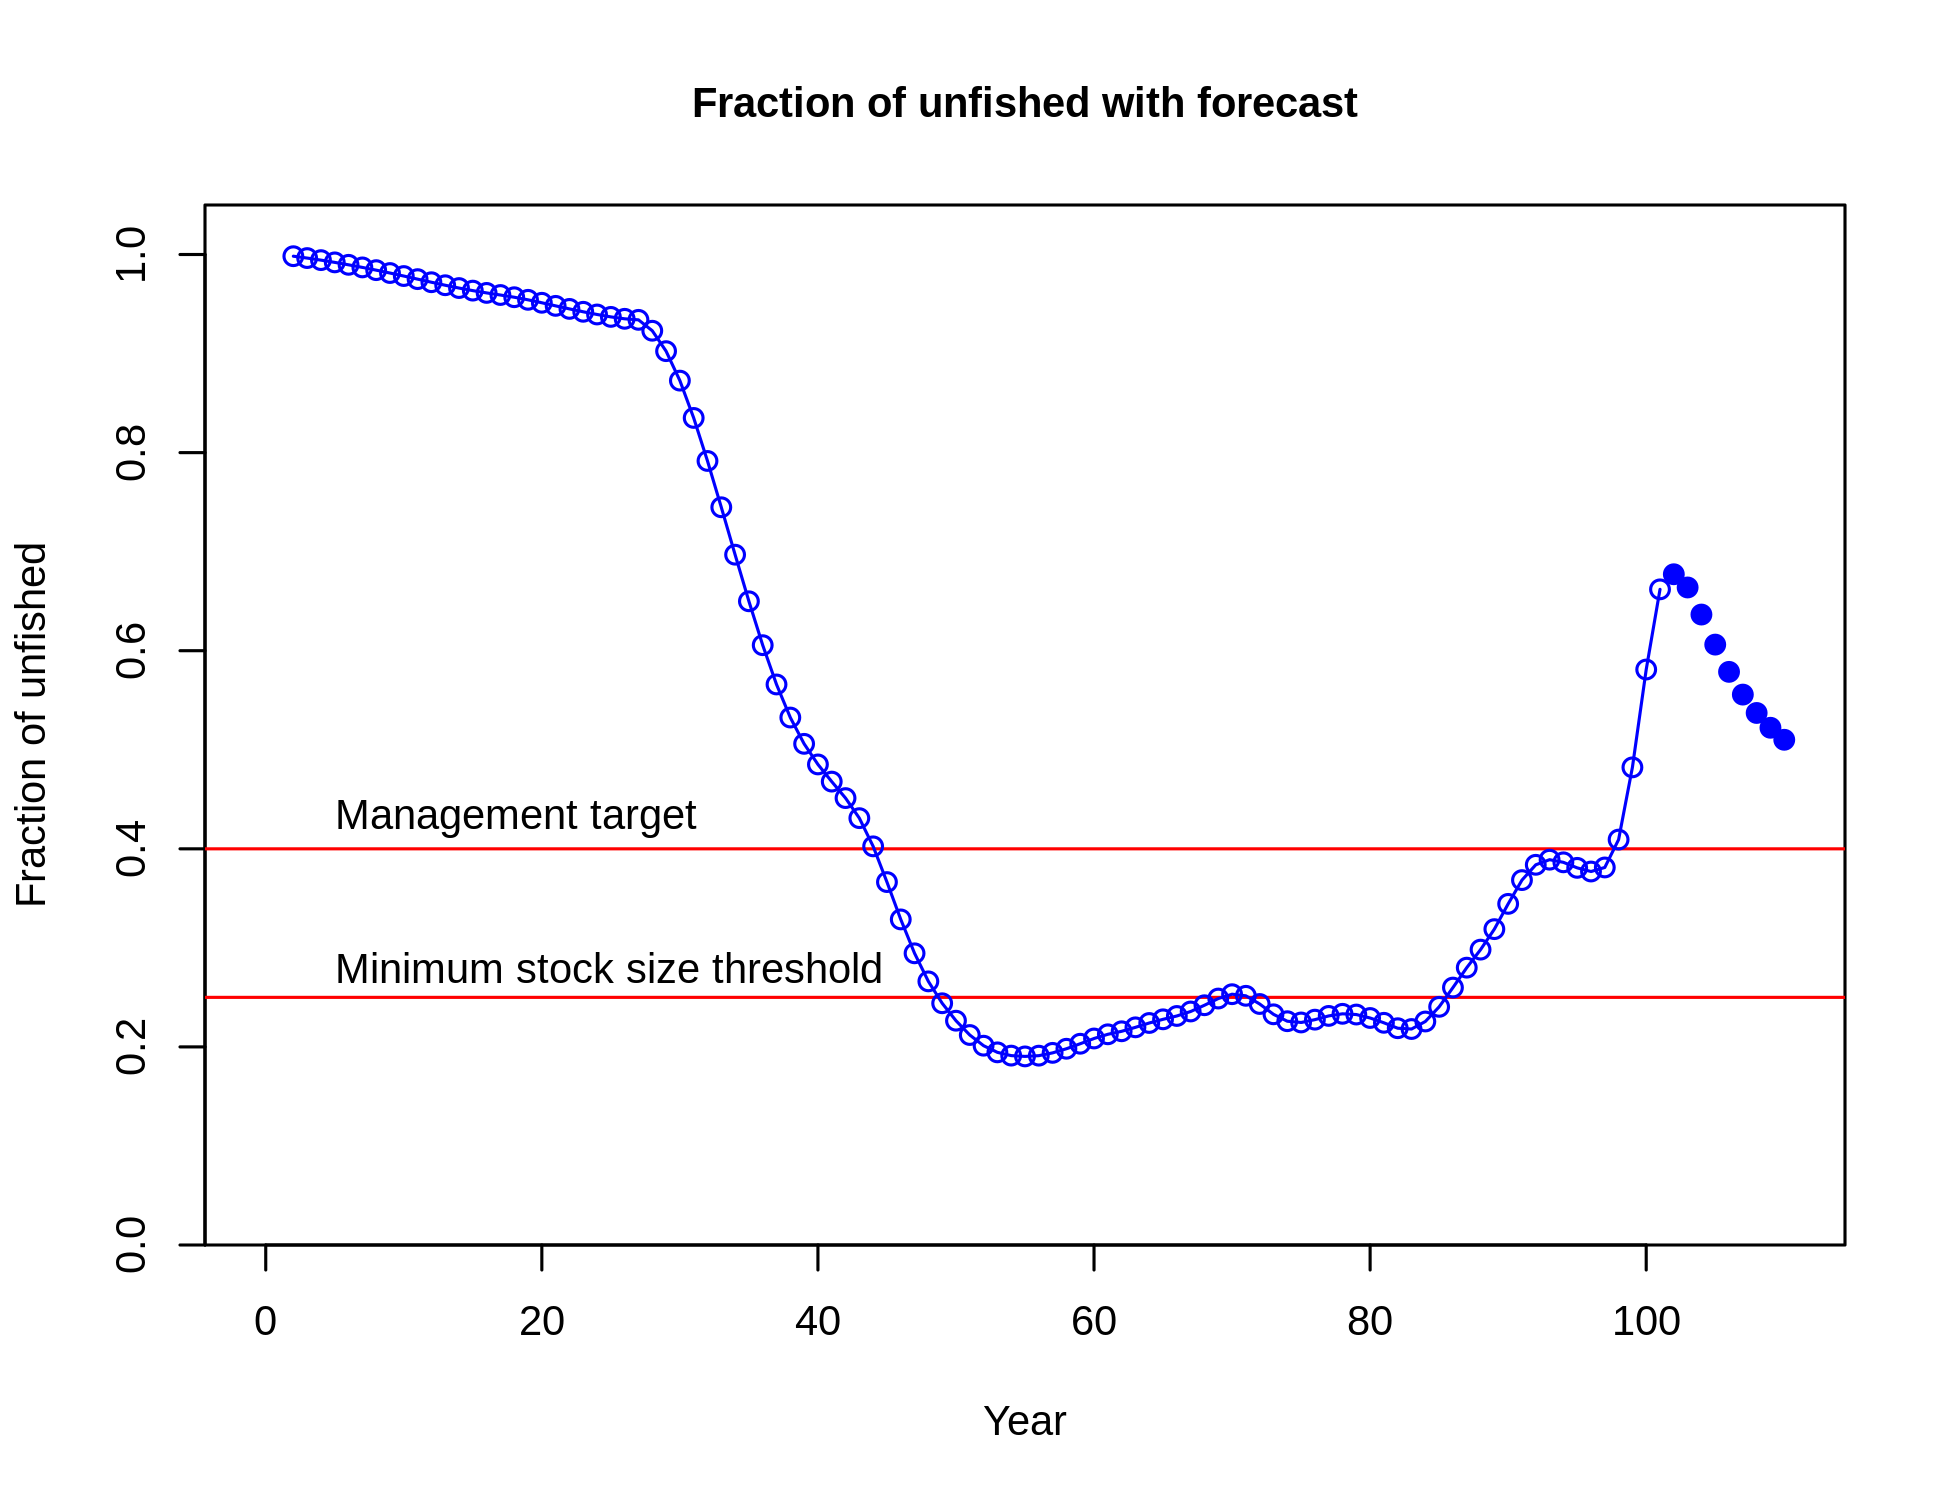 Fraction of unfished with forecast
1.0
0.8
0.6
0.4
0.2
0.0
Fraction of unfished
Management target
Minimum stock size threshold
0 20 40 60 80 100
Year